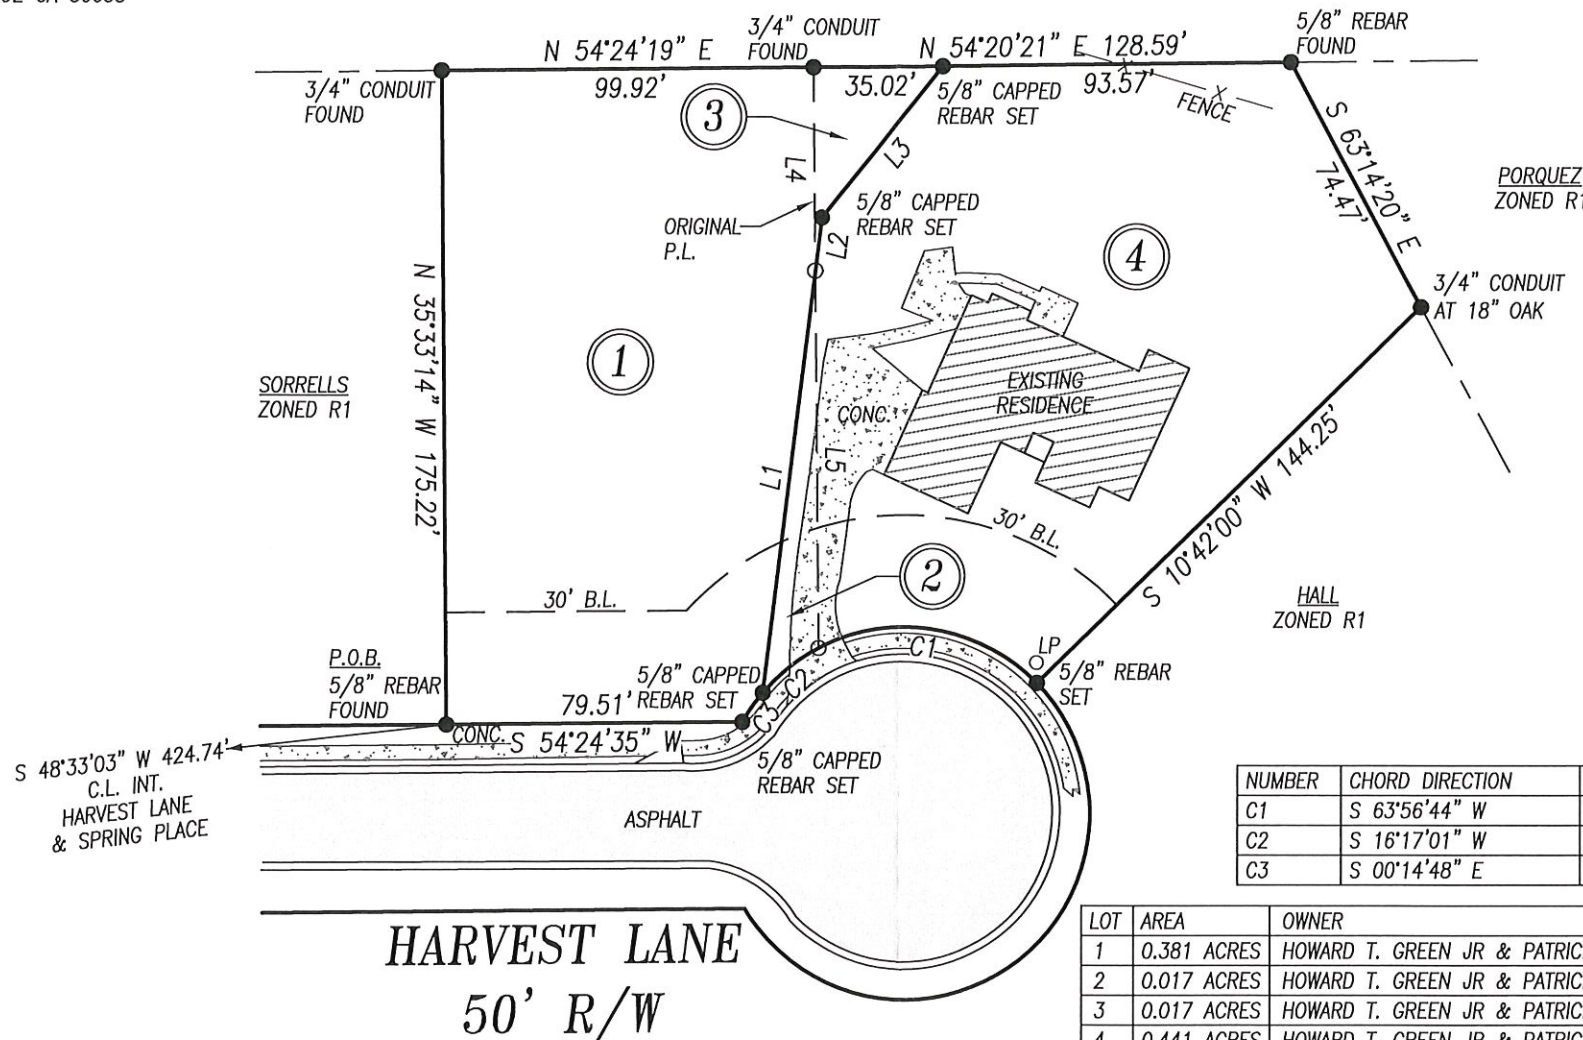 3/4" CONDUIT
FOUND
N 54°24'19" E
99.92'
3/4" CONDUIT
FOUND
N 54°20'21" E 128.59'
35.02'
93.57'
5/8" REBAR
FOUND
5/8" CAPPED
REBAR SET
X
X
FENCE
3
L4
L3
S 63°14'20" E
74.47'
PORQUEZ
ZONED R1
ORIGINAL
P.L.
5/8" CAPPED
REBAR SET
L2
4
3/4" CONDUIT
AT 18" OAK
N 35°33'14" W 175.22'
1
SORRELLS
ZONED R1
EXISTING
RESIDENCE
CONC.
L1
L5
S 10°42'00" W 144.25'
30' B.L.
30' B.L.
2
HALL
ZONED R1
P.O.B.
5/8" REBAR
FOUND
5/8" CAPPED
REBAR SET
C1
C2
C3
LP
5/8" REBAR
SET
79.51'
CONC.
S 54°24'35" W
5/8" CAPPED
REBAR SET
S 48°33'03" W 424.74'
C.L. INT.
HARVEST LANE
& SPRING PLACE
ASPHALT
HARVEST LANE
50' R/W
NUMBER CHORD DIRECTION
C1 S 63°56'44" W
C2 S 16°17'01" W
C3 S 00°14'48" E
LOT AREA OWNER
1 0.381 ACRES HOWARD T. GREEN JR & PATRIC
2 0.017 ACRES HOWARD T. GREEN JR & PATRIC
3 0.017 ACRES HOWARD T. GREEN JR & PATRIC
4 0.441 ACRES HOWARD T. GREEN JR & PATRIC